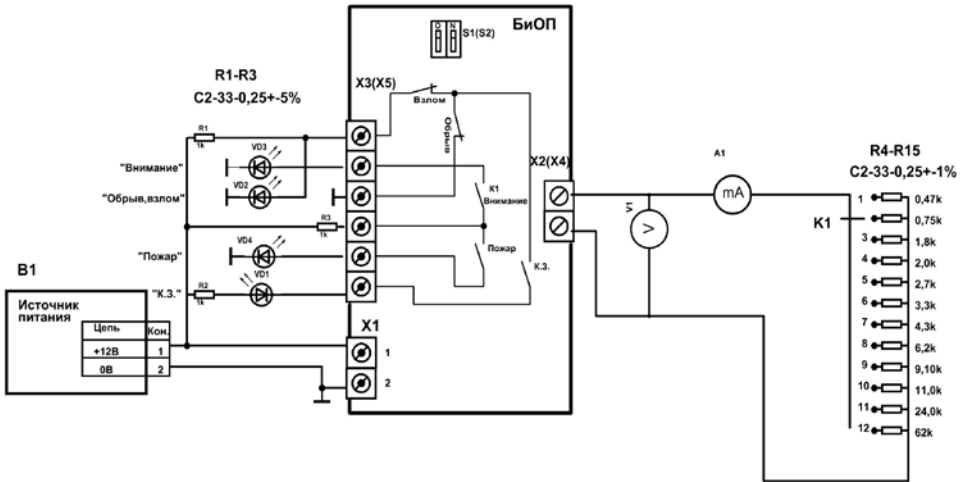 БиОП
O N
S1(S2)
R1-R3
C2-33-0,25+-5%
X3(X5)
Взлом
Обрыв
X2(X4)
R1
1k
VD3
"Внимание"
VD2
"Обрыв,взлом"
K1
Внимание
R3
1k
VD4
"Пожар"
Пожар
VD1
"К.З."
R2
1k
К.З.
V1
V
A1
mA
R4-R15
C2-33-0,25+-1%
K1
1 0,47k
0,75k
3 1,8k
4 2,0k
5 2,7k
6 3,3k
7 4,3k
8 6,2k
9 9,10k
10 11,0k
11 24,0k
12 62k
B1
Источник
питания
Цепь Кон.
+12В 1
0В 2
X1
1
2